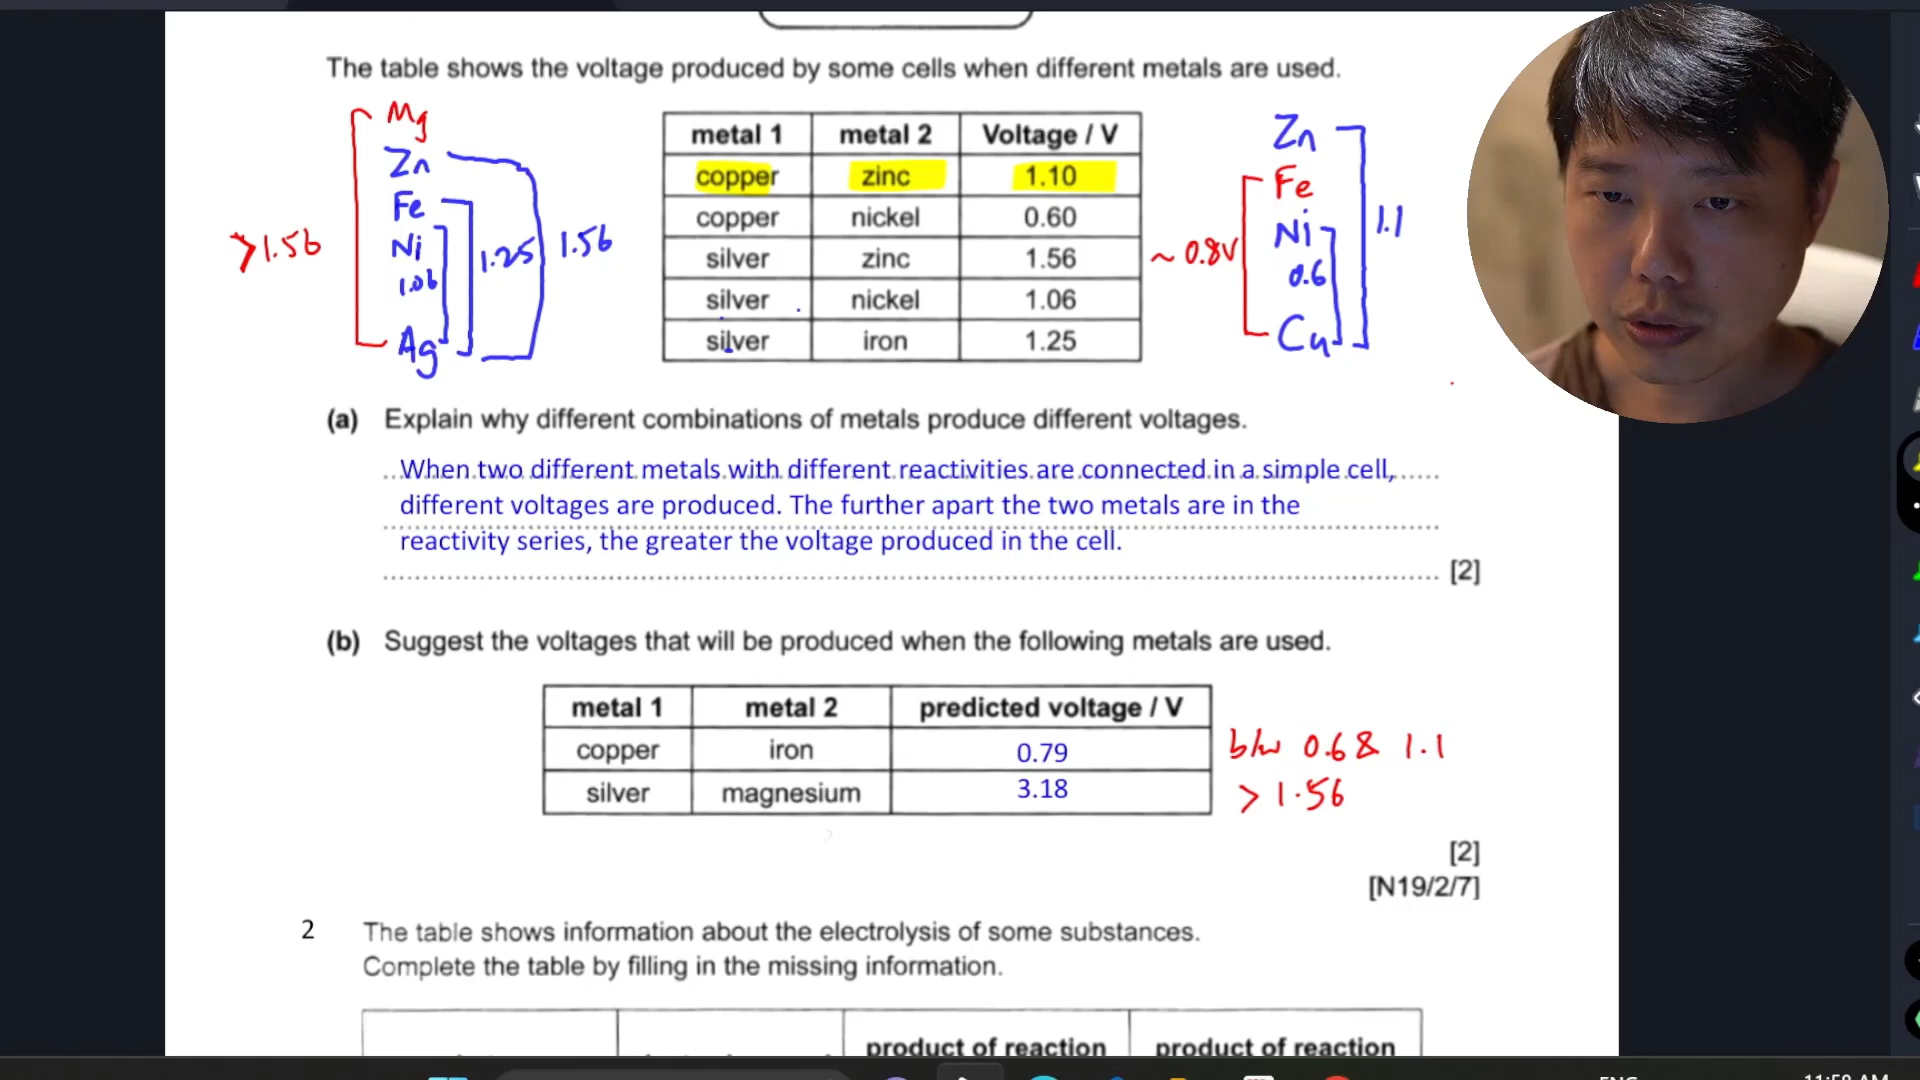 The table shows the voltage produced by some cells when different metals are used.
Mg
Zn
Fe
Ni
1.06
Ag
1.25
1.56
>1.56
metal 1 metal 2 Voltage / V
copper zinc 1.10
copper nickel 0.60
silver zinc 1.56
silver nickel 1.06
silver iron 1.25
Zn
Fe
Ni
0.6
Cu
1.1
~ 0.8V
(a) Explain why different combinations of metals produce different voltages.
When two different metals with different reactivities are connected in a simple cell,
different voltages are produced. The further apart the two metals are in the
reactivity series, the greater the voltage produced in the cell.
[2]
(b) Suggest the voltages that will be produced when the following metals are used.
metal 1 metal 2 predicted voltage / V
copper iron 0.79
silver magnesium 3.18
b/w 0.6 & 1.1
> 1.56
[2]
[N19/2/7]
2 The table shows information about the electrolysis of some substances.
Complete the table by filling in the missing information.
product of reaction product of reaction